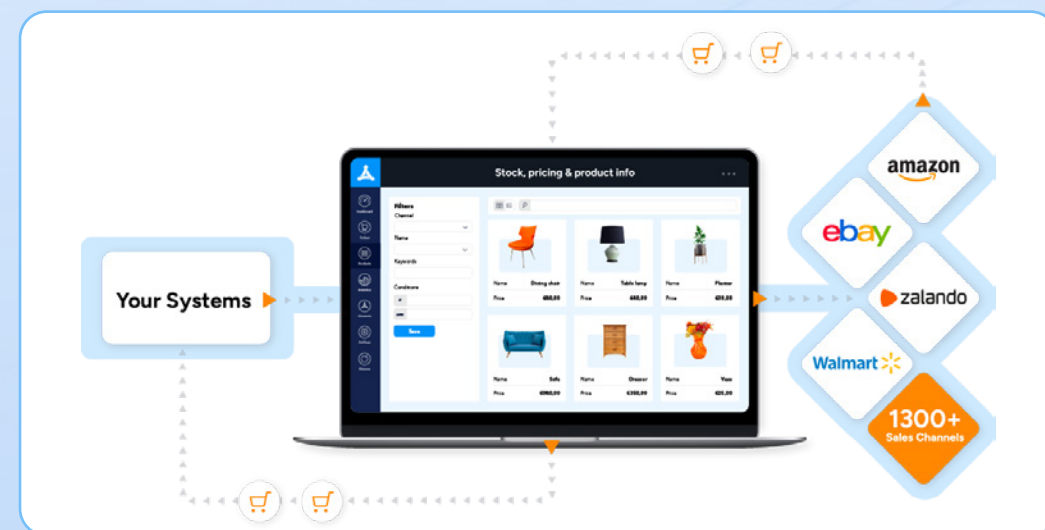 Stock, pricing & product info
Filters
Channel
Name
Keywords
Conditions
Save
Name Dining chair
Price
Name Table lamp
Price
Name Planter
Price
Name Sofa
Price
Name Dresser
Price
Name Vase
Price
Your Systems
amazon
ebay
zalando
Walmart
1300+
Sales Channels